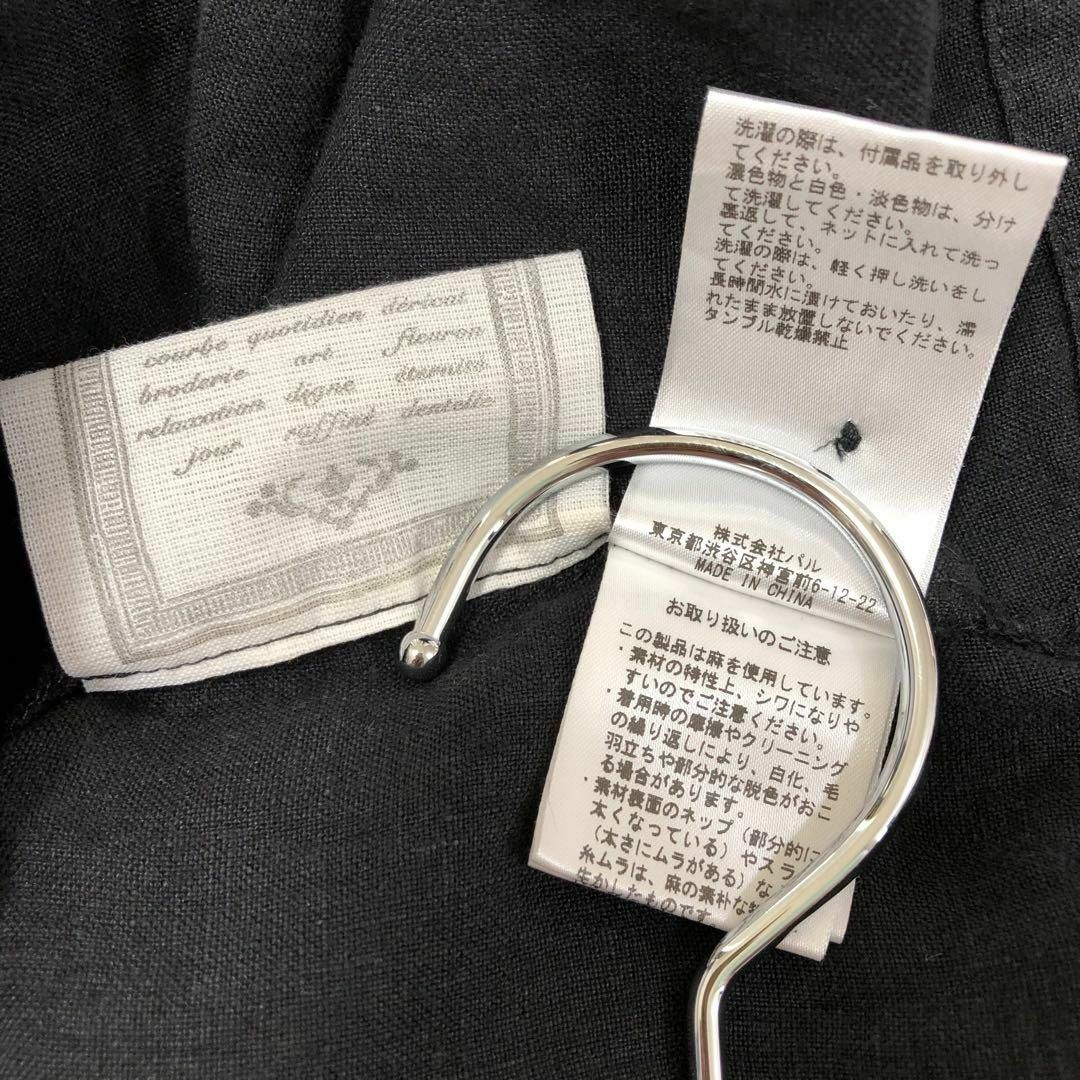 courbe quotidien déricat
broderie art fleuron
relaxation digne éternité
jour raffiné dentelle
洗濯の際は、付属品を取り外し
てください。
濃色物と白色・淡色物は、分け
て洗濯してください。
裏返して、ネットに入れて洗っ
てください。
洗濯の際は、軽く押し洗いをし
てください。
長時間水に漬けておいたり、濡
れたまま放置しないでください。
タンブル乾燥禁止
株式会社パル
東京都渋谷区神宮前6-12-22
MADE IN CHINA
お取り扱いのご注意
この製品は麻を使用しています。
・素材の特性上、シワになりや
すいのでご注意ください。
・着用時の摩擦やクリーニング
の繰り返しにより、白化、毛
羽立ちや部分的な脱色がおこ
る場合があります。
・素材表面のネップ（部分的に
太くなっている）やスラ
（太さにムラがある）な
糸ムラは、麻の素朴な
生かしたものです